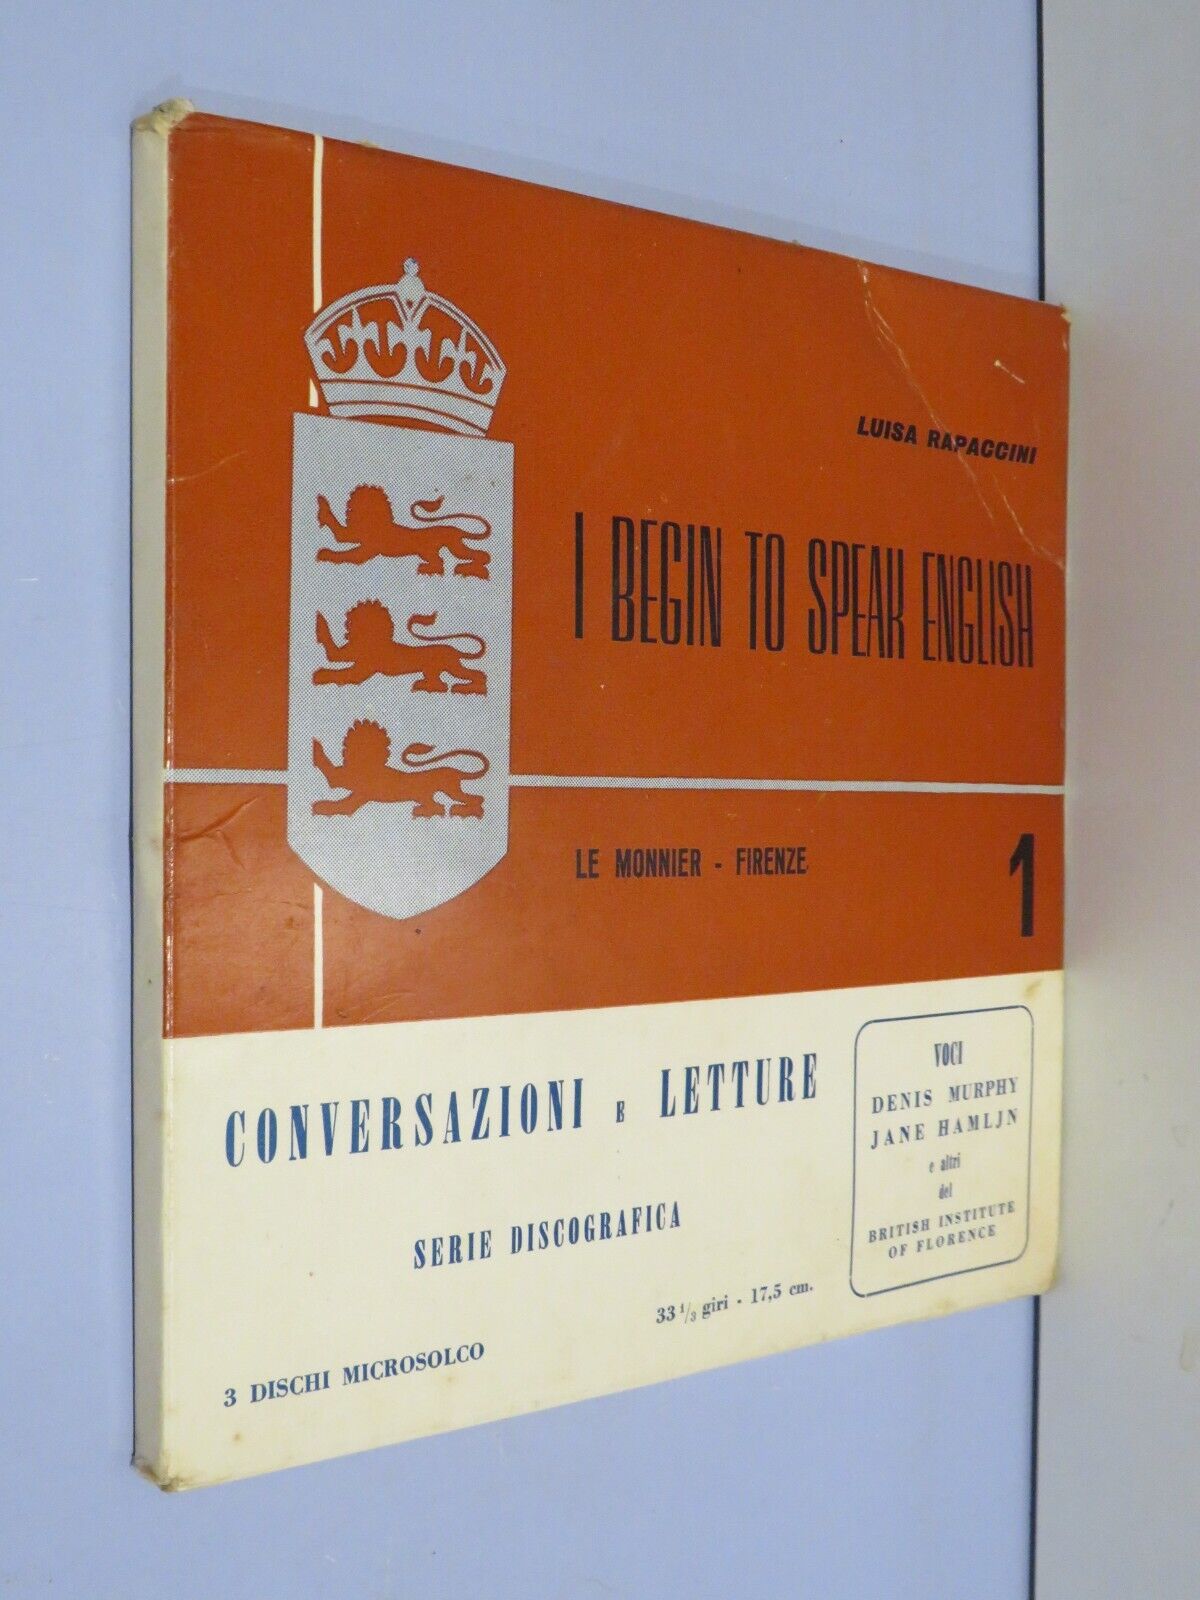 LUISA RAPACCINI
I BEGIN TO SPEAK ENGLISH
LE MONNIER - FIRENZE
1
CONVERSAZIONI E LETTURE
SERIE DISCOGRAFICA
33 1/3 giri - 17,5 cm.
3 DISCHI MICROSOLCO
VOCI
DENIS MURPHY
JANE HAMLJN
e altri
del
BRITISH INSTITUTE
OF FLORENCE